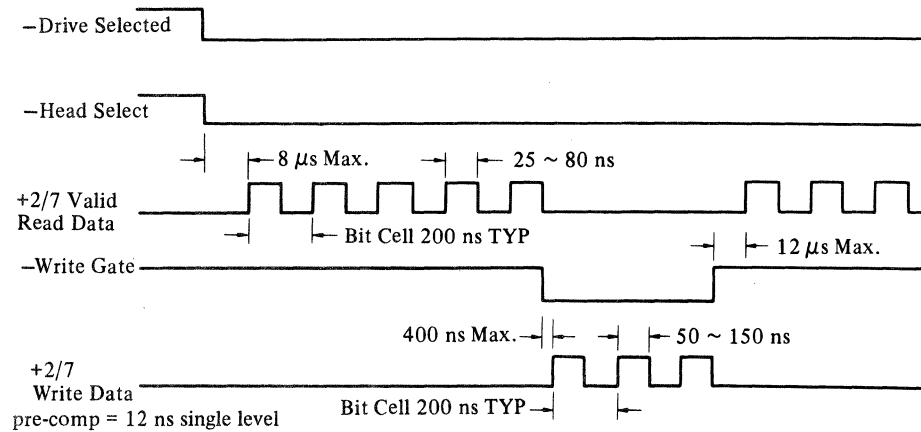 —Drive Selected
—Head Select
8 μs Max.
25 ~ 80 ns
+2/7 Valid
Read Data
Bit Cell 200 ns TYP
12 μs Max.
—Write Gate
400 ns Max.
50 ~ 150 ns
+2/7
Write Data
Bit Cell 200 ns TYP
pre-comp = 12 ns single level